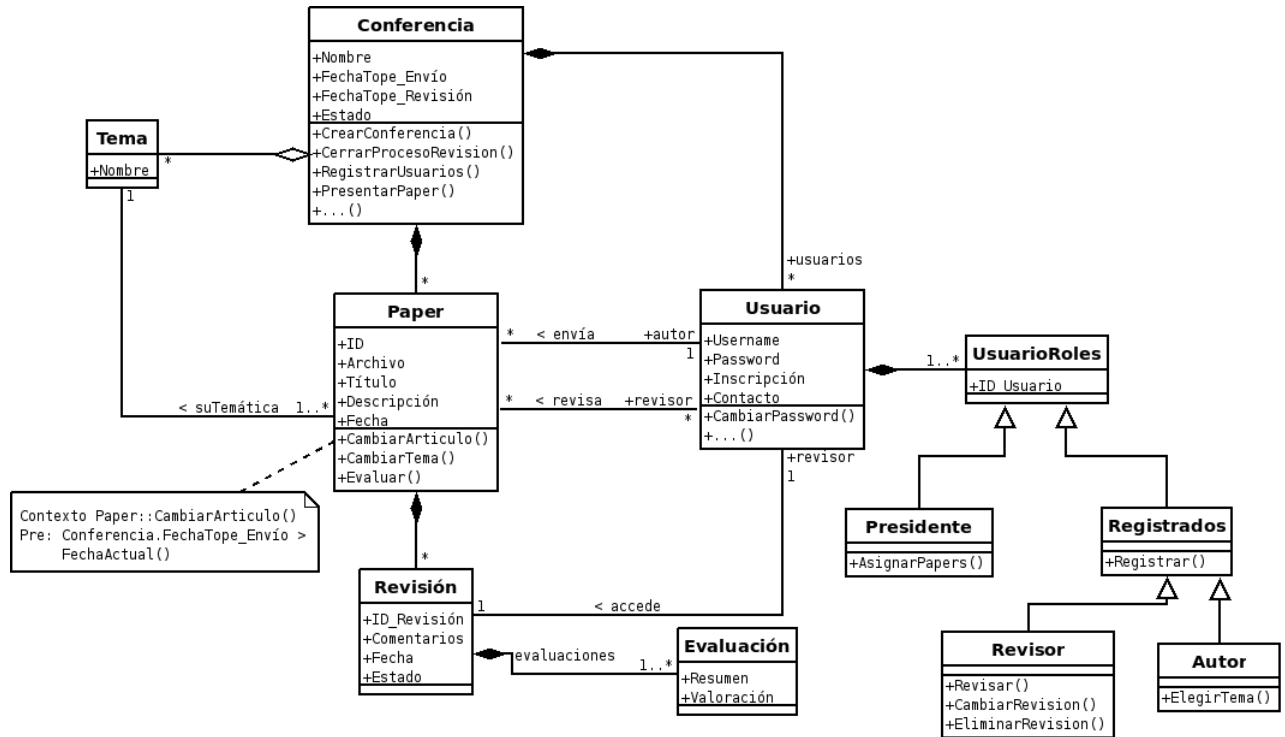 Conferencia
+Nombre
+FechaTope_Envío
+FechaTope_Revisión
+Estado
+CrearConferencia()
+CerrarProcesoRevision()
+RegistrarUsuarios()
+PresentarPaper()
+...()
Tema
+Nombre
*
1
*
+usuarios
*
Paper
+ID
+Archivo
+Título
+Descripción
+Fecha
+CambiarArticulo()
+CambiarTema()
+Evaluar()
* < envía +autor
1
* < revisa +revisor
*
Usuario
+Username
+Password
+Inscripción
+Contacto
+CambiarPassword()
+...()
1..*
UsuarioRoles
+ID_Usuario
< suTemática 1..*
+revisor
1
Contexto Paper::CambiarArticulo()
Pre: Conferencia.FechaTope_Envío >
FechaActual()
*
Presidente
+AsignarPapers()
Registrados
+Registrar()
Revisión
+ID_Revisión
+Comentarios
+Fecha
+Estado
1 < accede
evaluaciones
1..*
Evaluación
+Resumen
+Valoración
Revisor
+Revisar()
+CambiarRevision()
+EliminarRevision()
Autor
+ElegirTema()